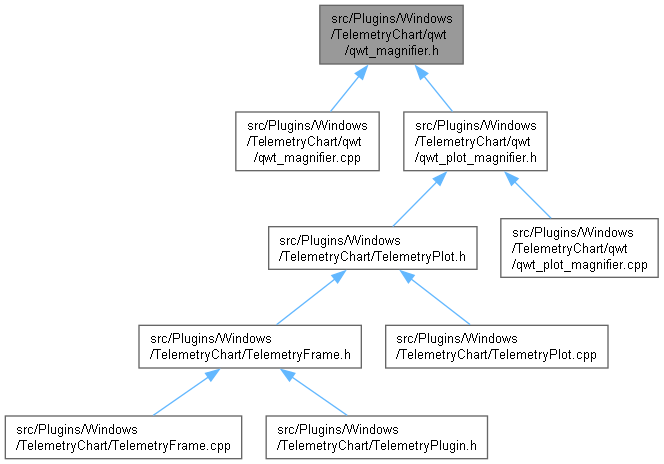 src/Plugins/Windows
/TelemetryChart/qwt
/qwt_magnifier.h
src/Plugins/Windows
/TelemetryChart/qwt
/qwt_magnifier.cpp
src/Plugins/Windows
/TelemetryChart/qwt
/qwt_plot_magnifier.h
src/Plugins/Windows
/TelemetryChart/TelemetryPlot.h
src/Plugins/Windows
/TelemetryChart/qwt
/qwt_plot_magnifier.cpp
src/Plugins/Windows
/TelemetryChart/TelemetryFrame.h
src/Plugins/Windows
/TelemetryChart/TelemetryPlot.cpp
src/Plugins/Windows
/TelemetryChart/TelemetryFrame.cpp
src/Plugins/Windows
/TelemetryChart/TelemetryPlugin.h